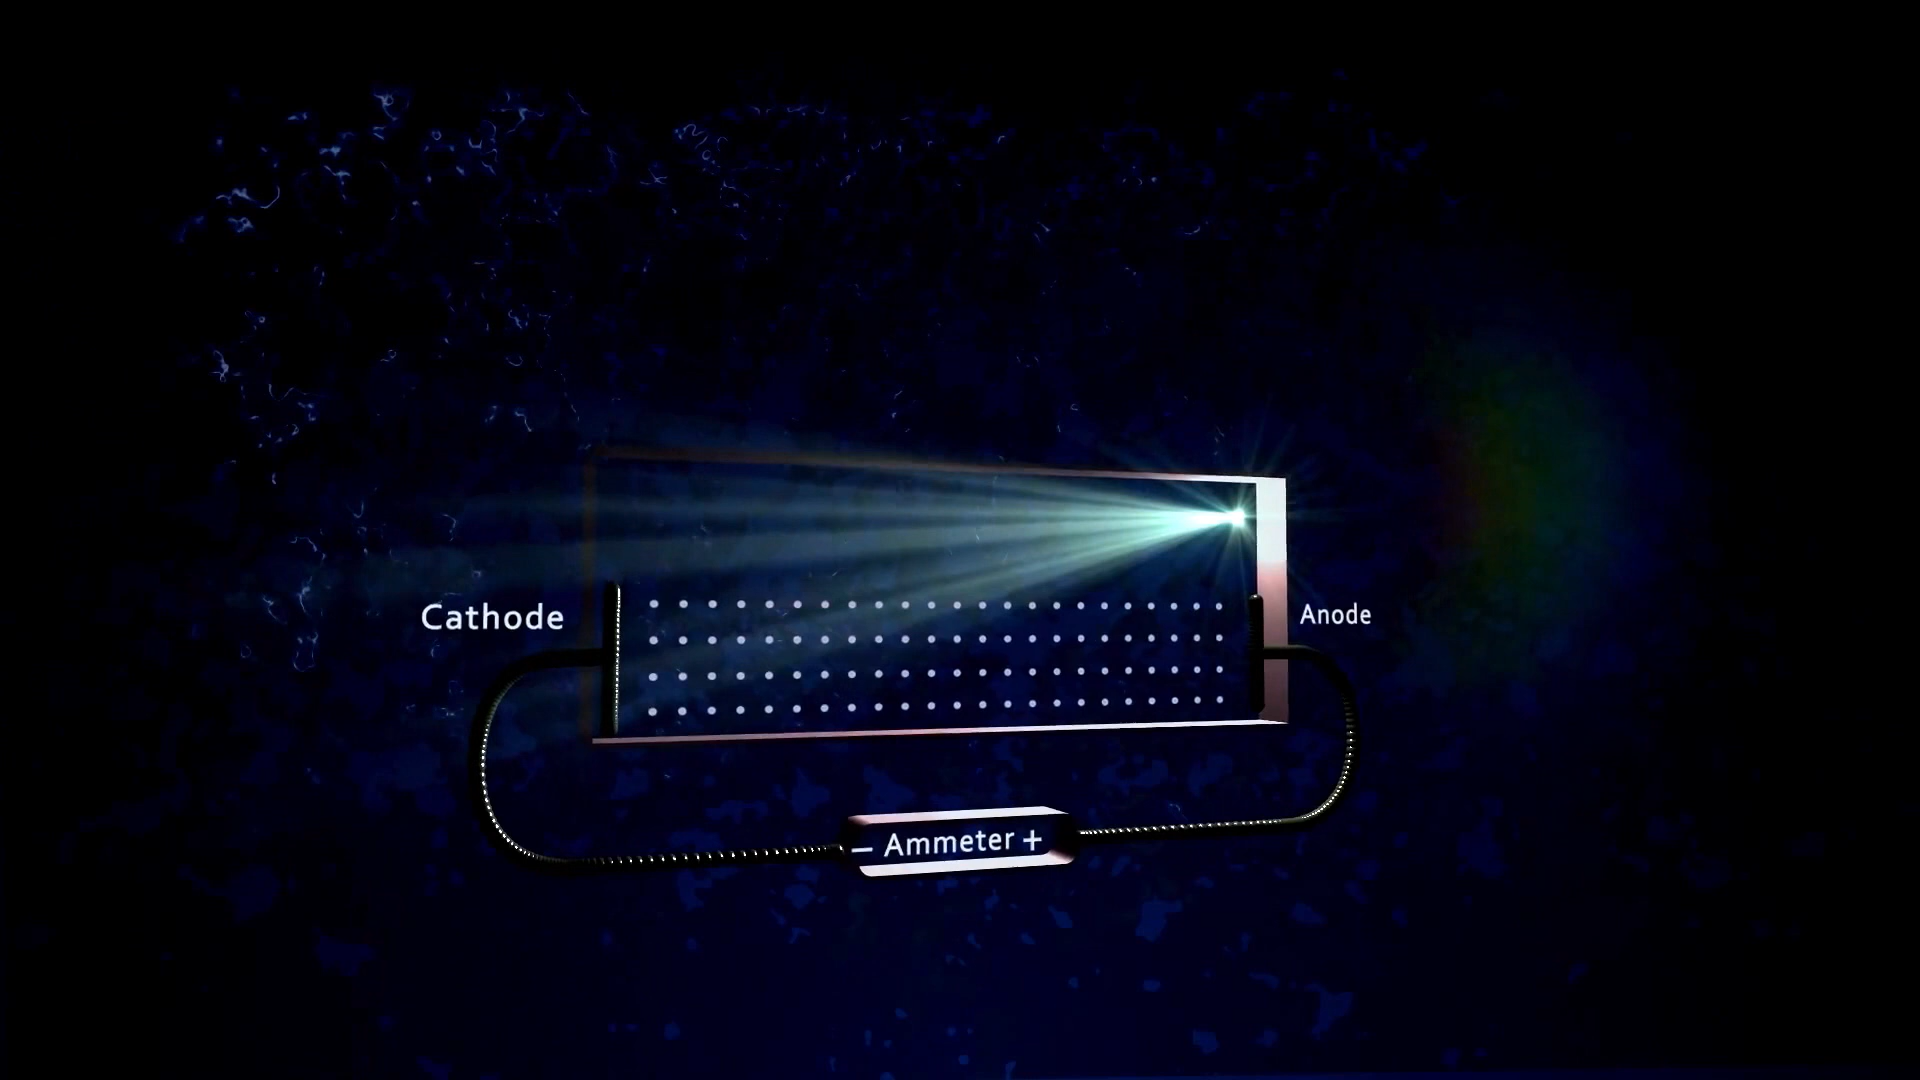 Cathode
Anode
– Ammeter +